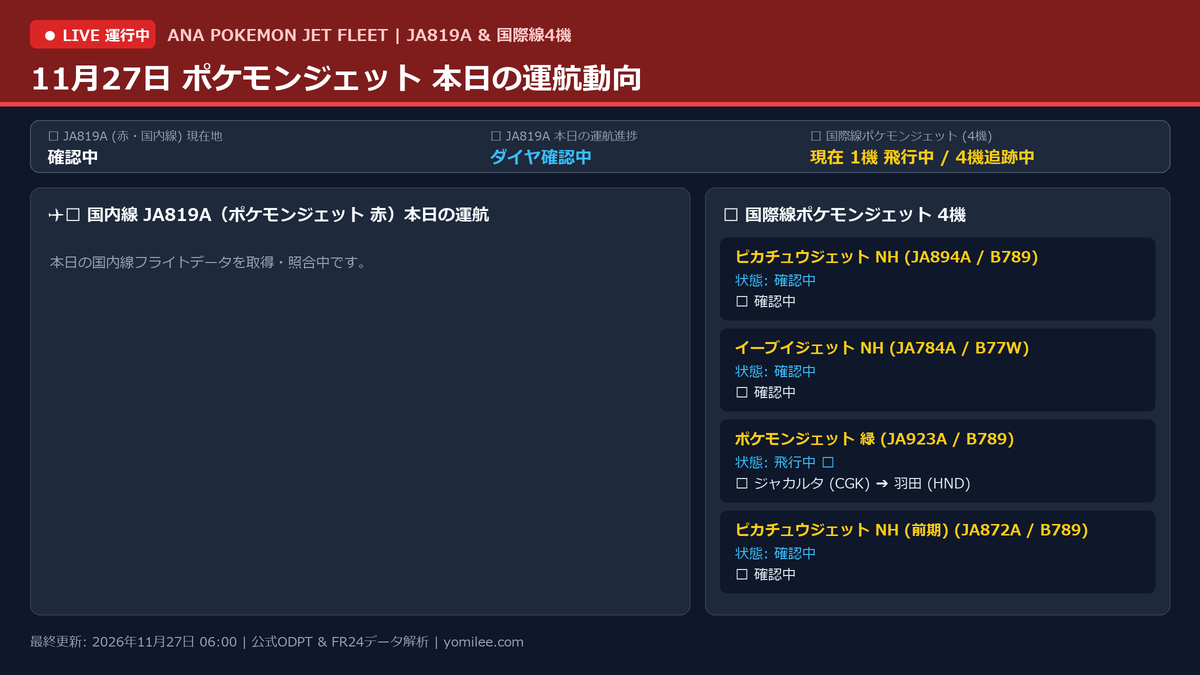 ● LIVE 運行中
ANA POKEMON JET FLEET | JA819A & 国際線4機
11月27日 ポケモンジェット 本日の運航動向
□ JA819A (赤・国内線) 現在地
確認中
□ JA819A 本日の運航進捗
ダイヤ確認中
□ 国際線ポケモンジェット (4機)
現在 1機 飛行中 / 4機追跡中
✈□ 国内線 JA819A（ポケモンジェット 赤）本日の運航
本日の国内線フライトデータを取得・照合中です。
□ 国際線ポケモンジェット 4機
ピカチュウジェット NH (JA894A / B789)
状態: 確認中
□ 確認中
イーブイジェット NH (JA784A / B77W)
状態: 確認中
□ 確認中
ポケモンジェット 緑 (JA923A / B789)
状態: 飛行中 □
□ ジャカルタ (CGK) ➔ 羽田 (HND)
ピカチュウジェット NH (前期) (JA872A / B789)
状態: 確認中
□ 確認中
最終更新: 2026年11月27日 06:00 | 公式ODPT & FR24データ解析 | yomilee.com